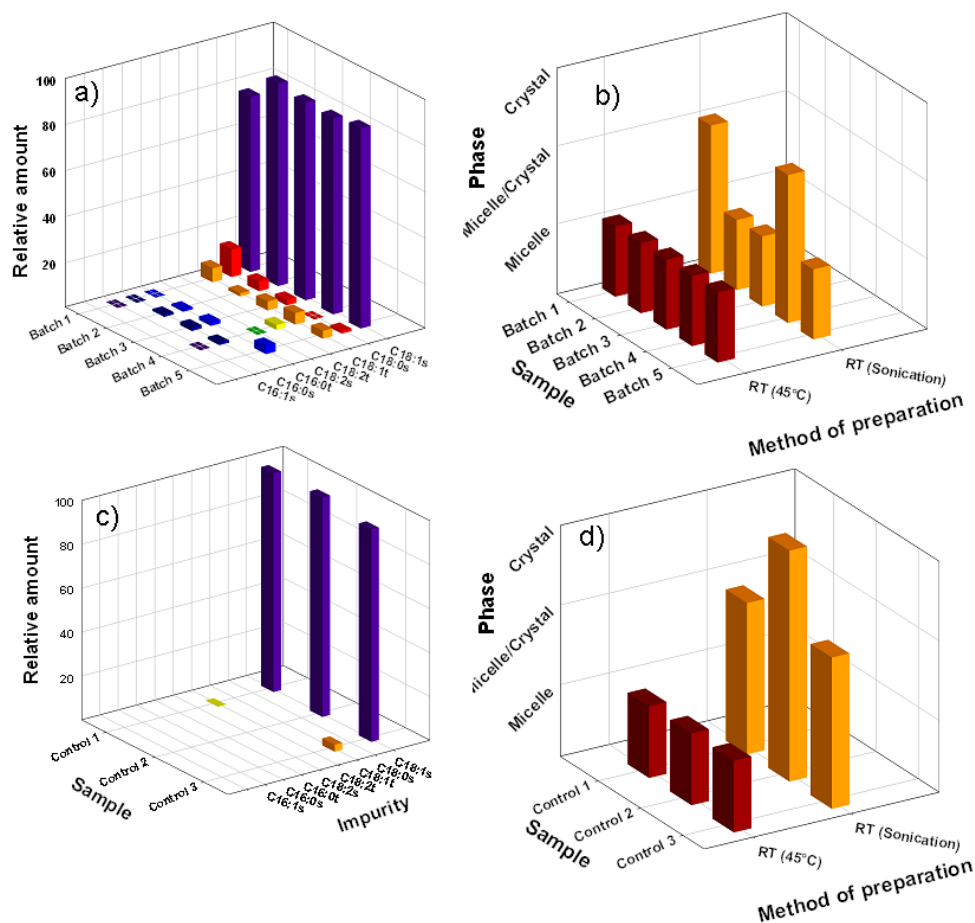 a)
Relative amount
100
80
60
40
20
Batch 1
Batch 2
Batch 3
Batch 4
Batch 5
C16:1s
C16:0s
C16:0t
C18:2s
C18:2t
C18:1t
C18:0s
C18:1s
b)
Phase
Crystal
Micelle/Crystal
Micelle
Batch 1
Batch 2
Batch 3
Batch 4
Batch 5
Sample
RT (45°C)
RT (Sonication)
Method of preparation
c)
Relative amount
100
80
60
40
20
Control 1
Control 2
Control 3
Sample
C16:1s
C16:0s
C16:0t
C18:2s
C18:2t
C18:1t
C18:0s
C18:1s
Impurity
d)
Phase
Crystal
Micelle/Crystal
Micelle
Control 1
Control 2
Control 3
Sample
RT (45°C)
RT (Sonication)
Method of preparation